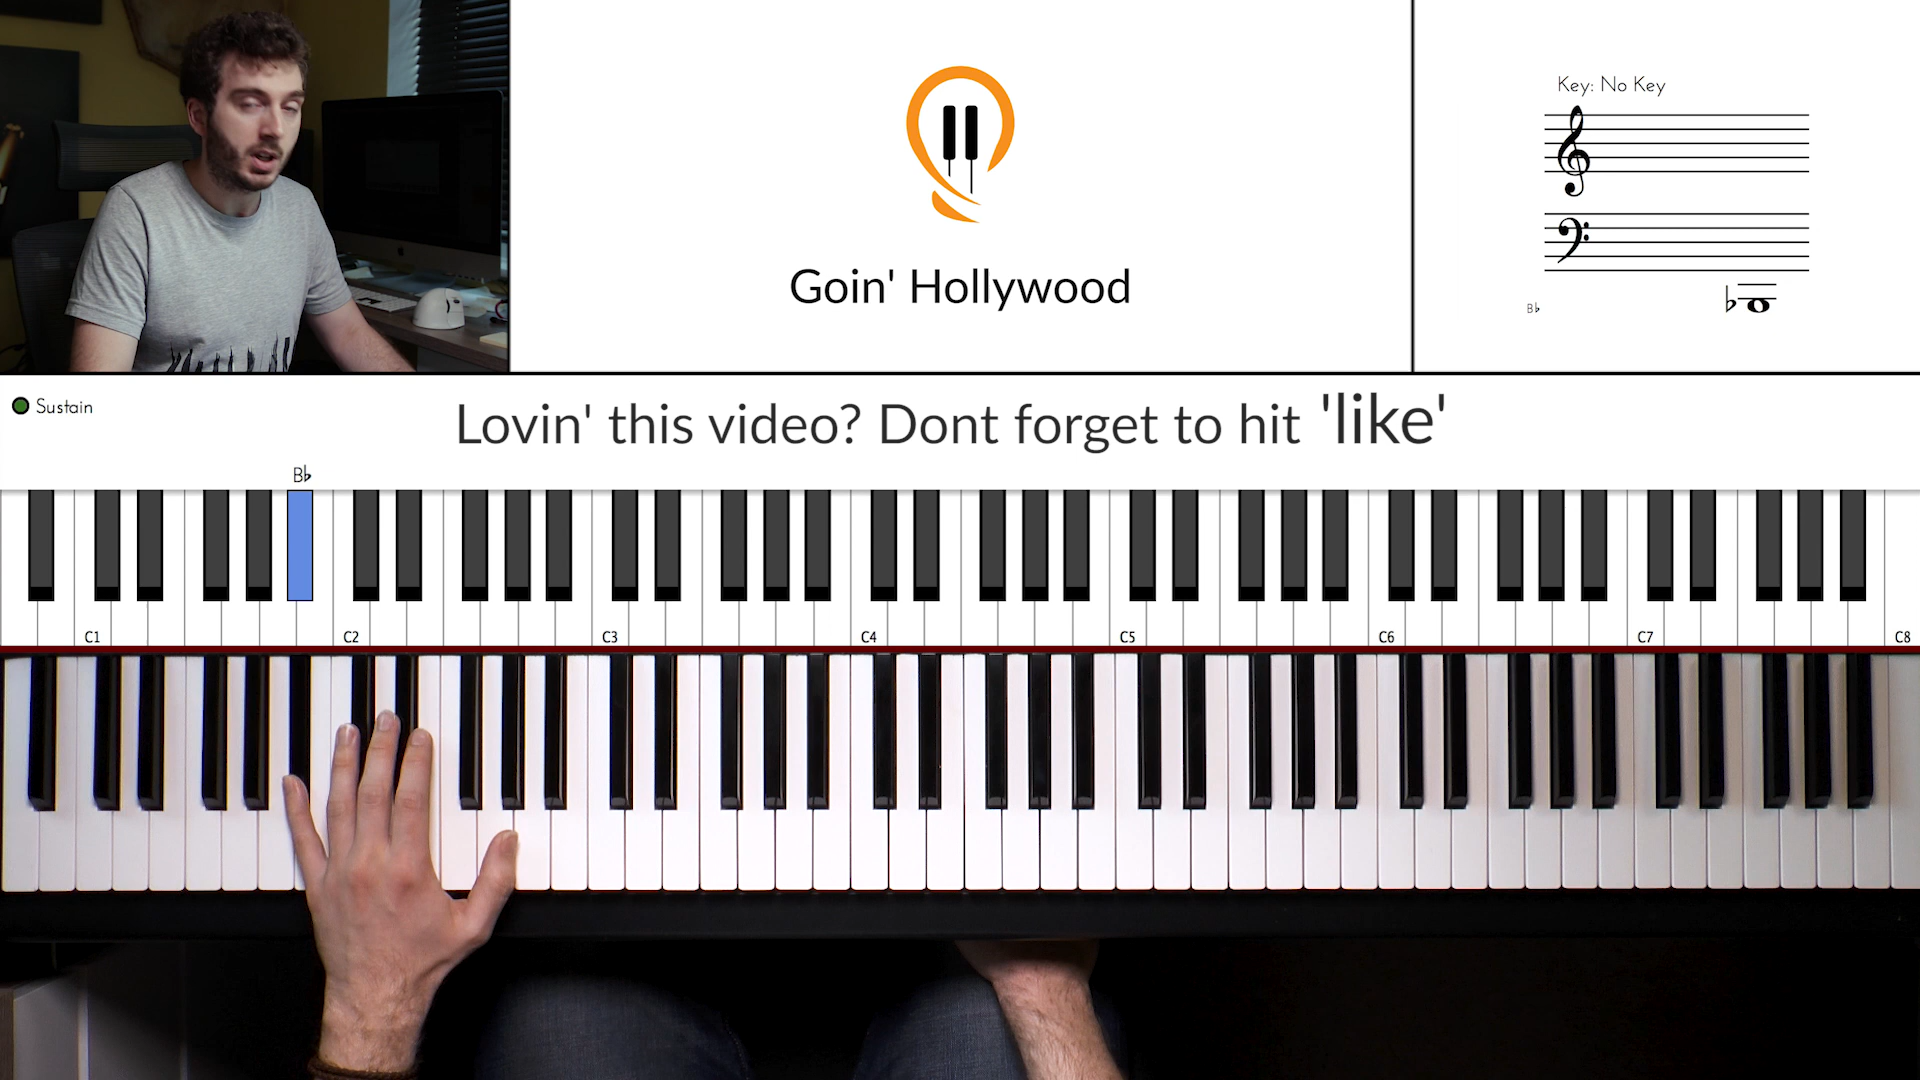 Key: No Key
Goin' Hollywood
B♭
Sustain
Lovin' this video? Dont forget to hit 'like'
B♭
C1 C2 C3 C4 C5 C6 C7 C8